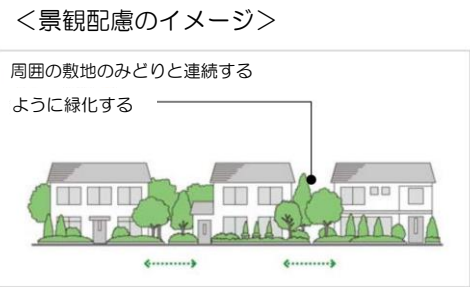 ＜景観配慮のイメージ＞
周囲の敷地のみどりと連続する
ように緑化する